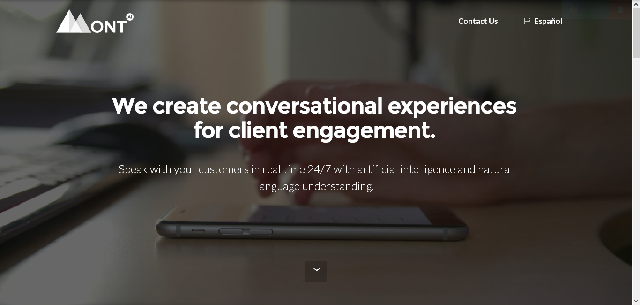 MONT AI
Contact Us
Español
We create conversational experiences
for client engagement.
Speak with your customers in real time 24/7 with artificial intelligence and natural
language understanding.